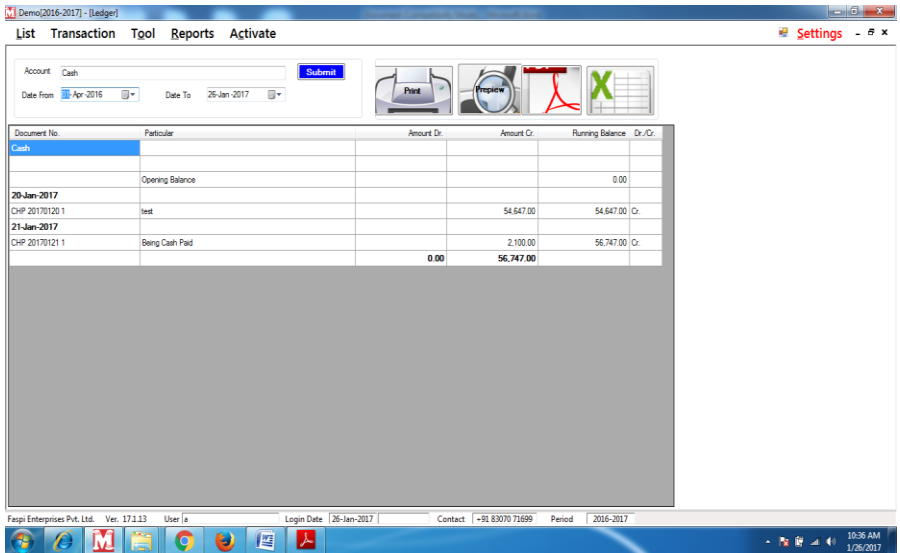 Demo[2016-2017] - [Ledger]
List Transaction Tool Reports Activate Settings
Account Cash Submit
Date From 01-Apr-2016 Date To 26-Jan-2017
Print Prepiew
Document No. Particular Amount Dr. Amount Cr. Running Balance Dr./Cr.
Cash
Opening Balance 0.00
20-Jan-2017
CHP 20170120 1 test 54,647.00 54,647.00 Cr.
21-Jan-2017
CHP 20170121 1 Being Cash Paid 2,100.00 56,747.00 Cr.
0.00 56,747.00
Faspi Enterprises Pvt. Ltd. Ver. 17.1.13 User a Login Date 26-Jan-2017 Contact +91 83070 71699 Period 2016-2017
10:36 AM
1/26/2017